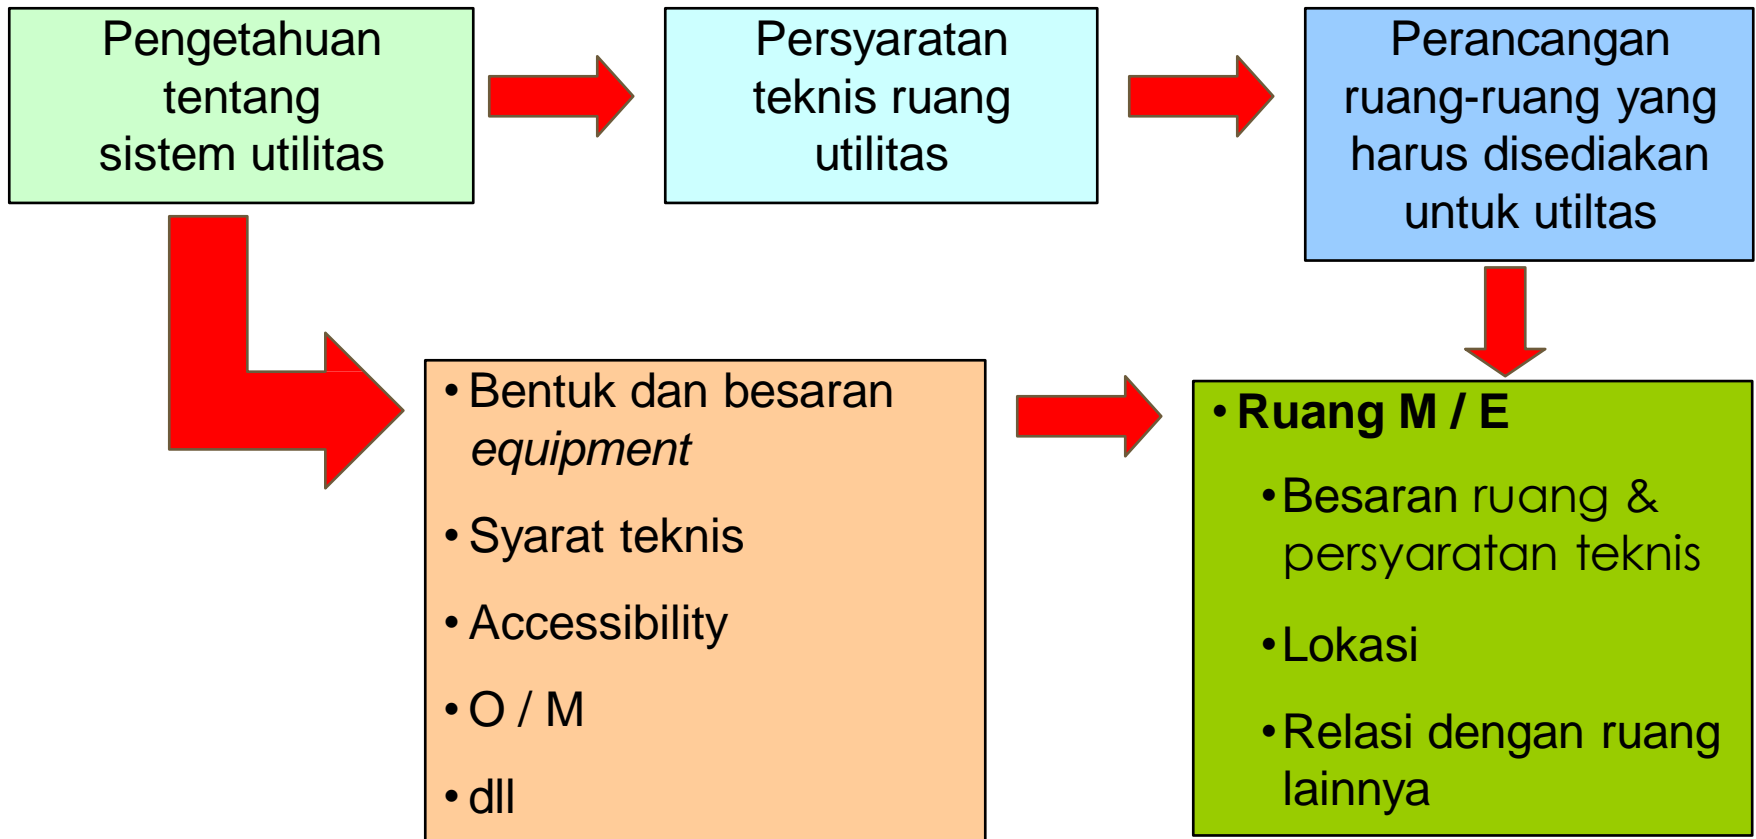 Pengetahuan
tentang
sistem utilitas
Persyaratan
teknis ruang
utilitas
Perancangan
ruang-ruang yang
harus disediakan
untuk utiltas
• Bentuk dan besaran
equipment
• Syarat teknis
• Accessibility
• O / M
• dll
• Ruang M / E
• Besaran ruang &
persyaratan teknis
• Lokasi
• Relasi dengan ruang
lainnya